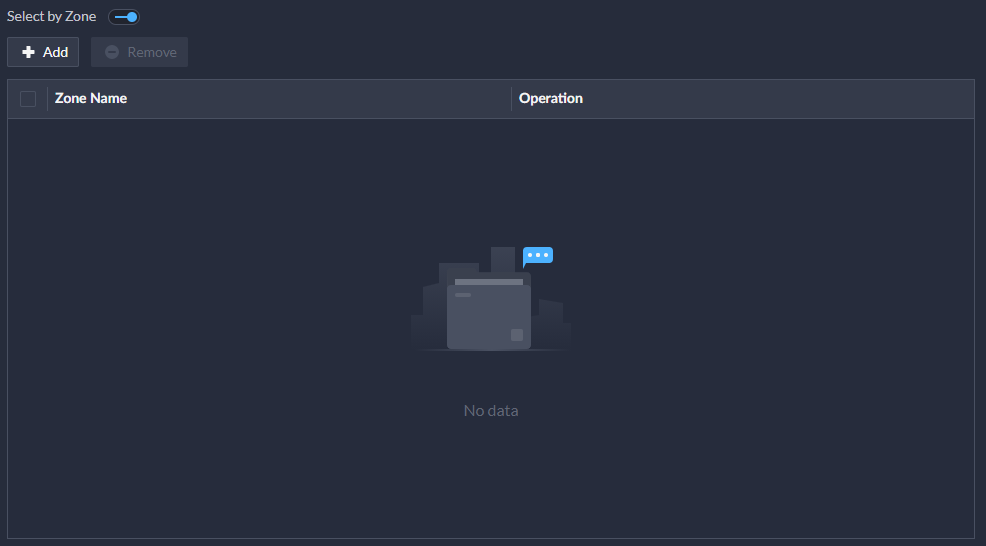 Select by Zone
Add Remove
Zone Name Operation
No data